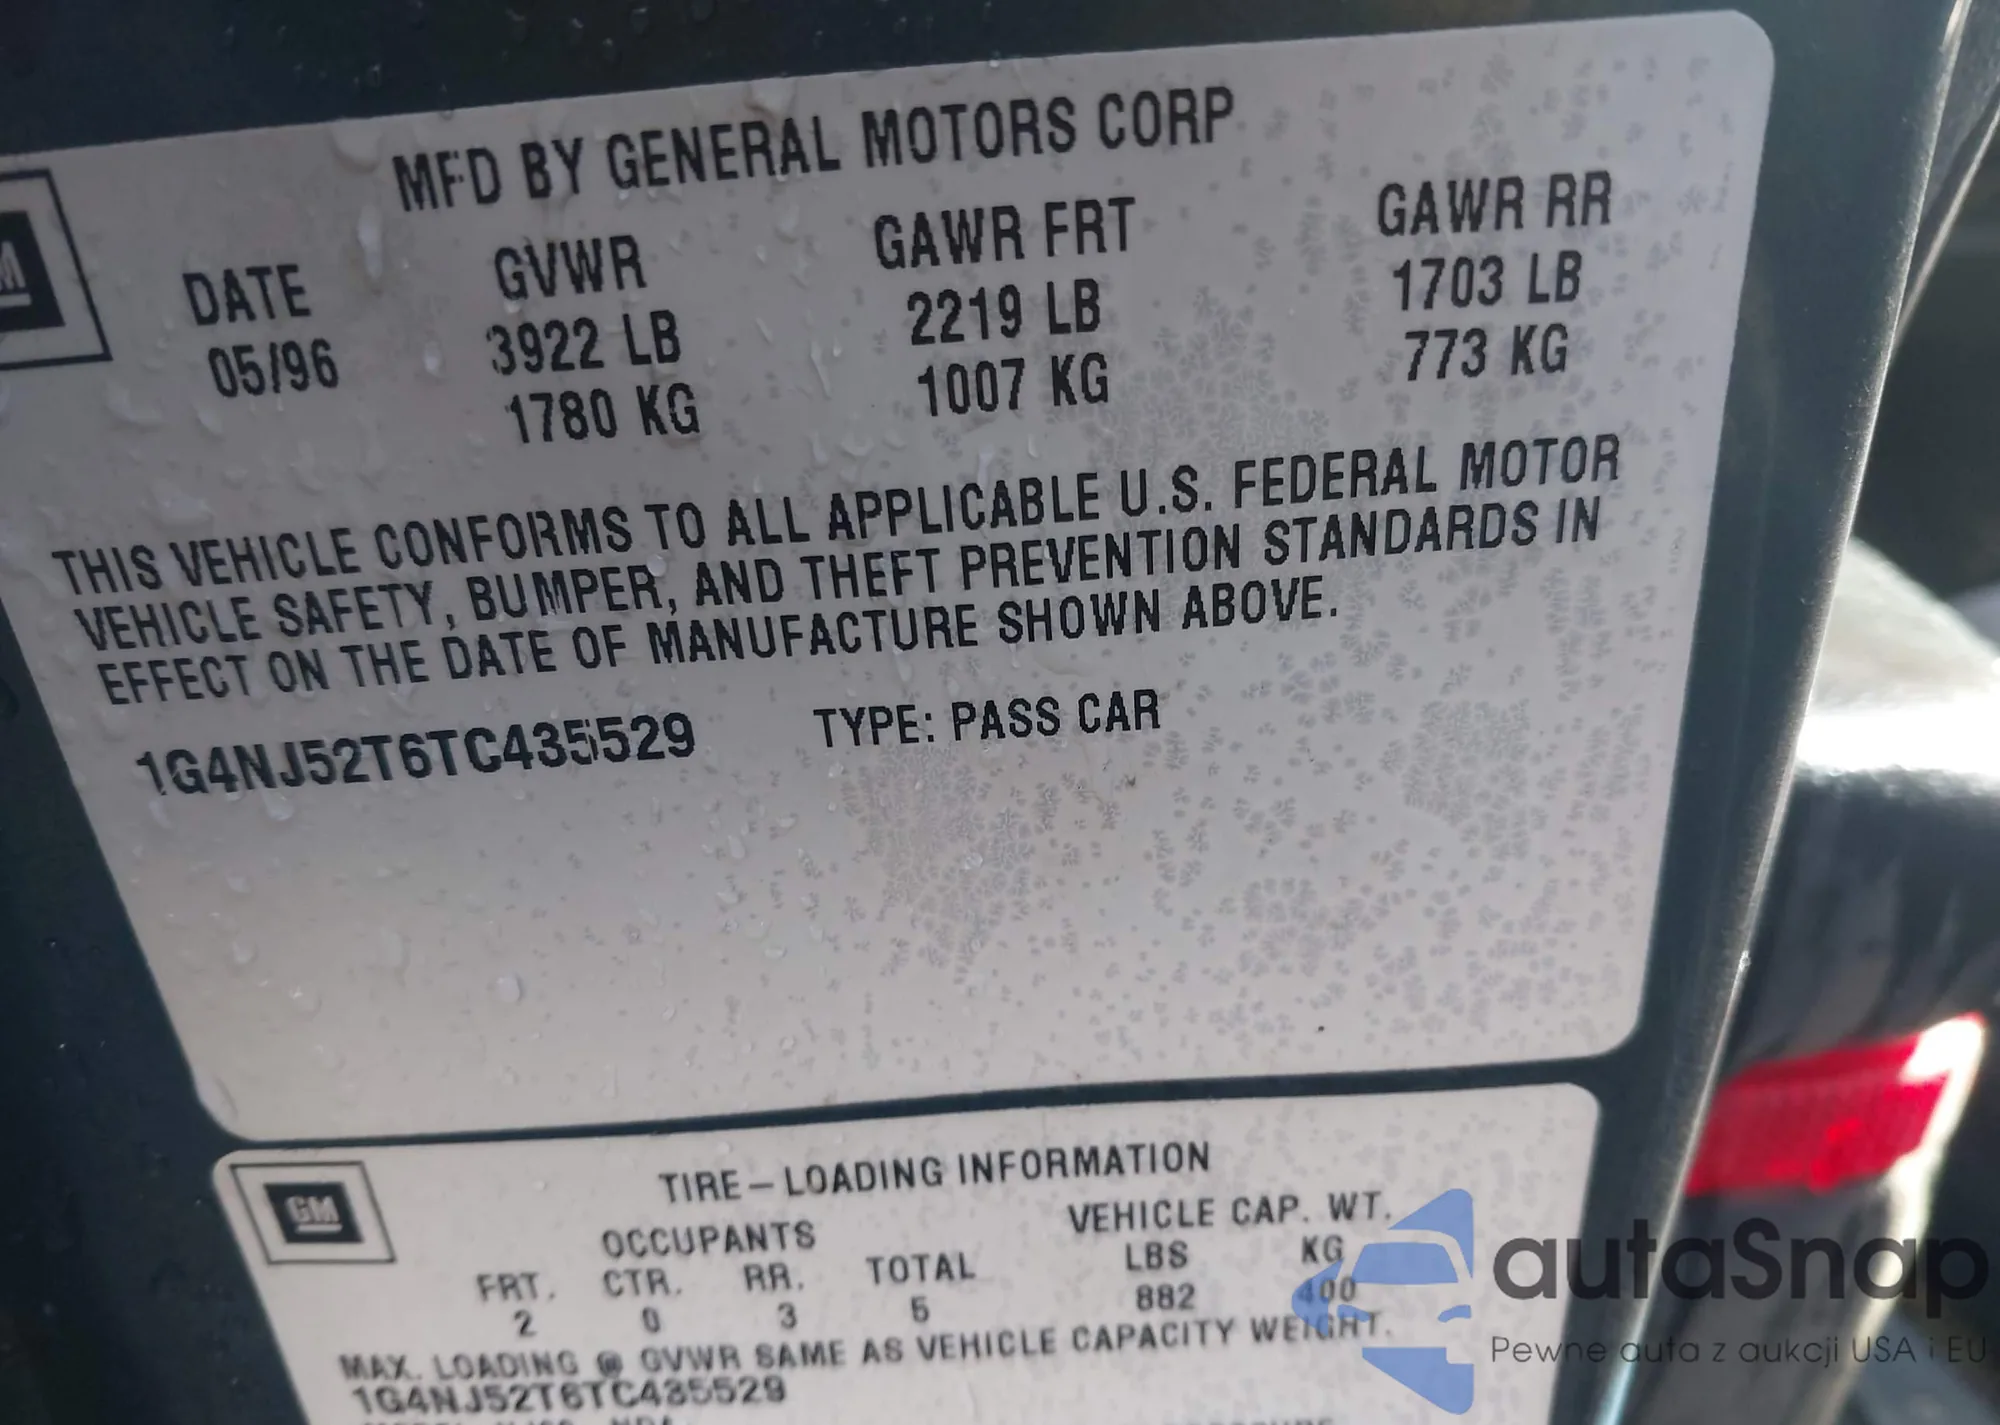 MFD BY GENERAL MOTORS CORP
DATE GVWR GAWR FRT GAWR RR
05/96 3922 LB 2219 LB 1703 LB
1780 KG 1007 KG 773 KG
THIS VEHICLE CONFORMS TO ALL APPLICABLE U.S. FEDERAL MOTOR
VEHICLE SAFETY, BUMPER, AND THEFT PREVENTION STANDARDS IN
EFFECT ON THE DATE OF MANUFACTURE SHOWN ABOVE.
1G4NJ52T6TC435529 TYPE: PASS CAR
GM
TIRE-LOADING INFORMATION
OCCUPANTS VEHICLE CAP. WT.
FRT. CTR. RR. TOTAL LBS KG
2 0 3 5 882 400
MAX. LOADING @ GVWR SAME AS VEHICLE CAPACITY WEIGHT.
1G4NJ52T6TC435529
autaSnap
Pewne auta z aukcji USA i EU